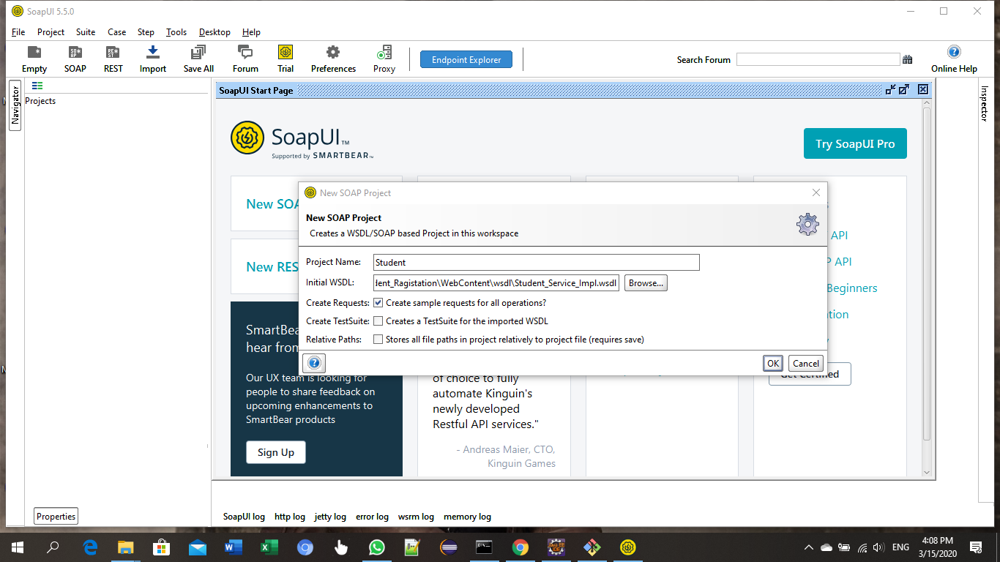 SoapUI 5.5.0
File Project Suite Case Step Tools Desktop Help
Empty SOAP REST Import Save All Forum Trial Preferences Proxy Endpoint Explorer Search Forum Online Help
Navigator
Projects
SoapUI Start Page
Inspector
SoapUI™
Supported by SMARTBEAR™
Try SoapUI Pro
New SOA
New RES
New SOAP Project
New SOAP Project
Creates a WSDL/SOAP based Project in this workspace
Project Name: Student
Initial WSDL: dent_Ragistation\WebContent\wsdl\Student_Service_Impl.wsdl Browse...
Create Requests: Create sample requests for all operations?
Create TestSuite: Creates a TestSuite for the imported WSDL
Relative Paths: Stores all file paths in project relatively to project file (requires save)
OK Cancel
API
P API
Beginners
tion
Get Certified
SmartBea
hear from
Our UX team is looking for
people to share feedback on
upcoming enhancements to
SmartBear products
Sign Up
of choice to fully
automate Kinguin's
newly developed
Restful API services."
- Andreas Maier, CTO,
Kinguin Games
Properties
SoapUI log http log jetty log error log wsrm log memory log
ENG
4:08 PM
3/15/2020